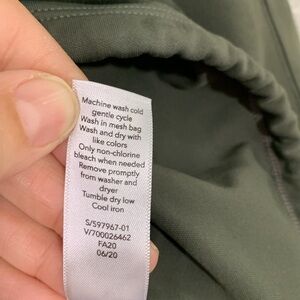 Machine wash cold
gentle cycle
Wash in mesh bag
Wash and dry with
like colors
Only non-chlorine
bleach when needed
Remove promptly
from washer and
dryer
Tumble dry low
Cool iron
S/597967-01
V/700026462
FA20
06/20